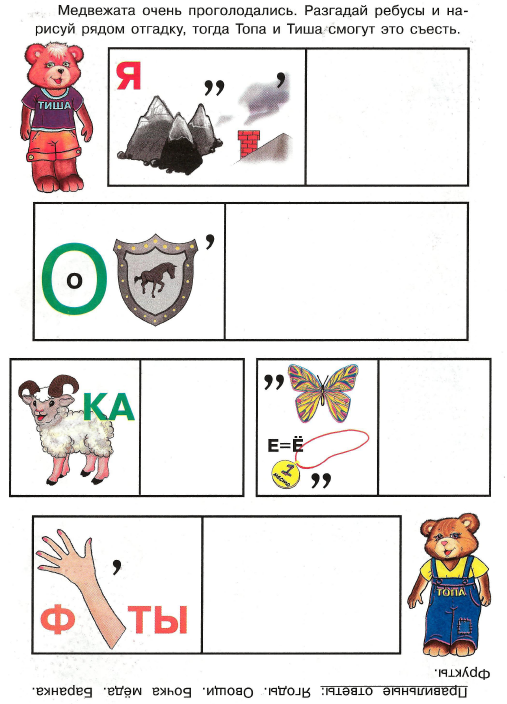 Медвежата очень проголодались. Разгадай ребусы и на-
рисуй рядом отгадку, тогда Топа и Тиша смогут это съесть.
ТИША
Я ,, ,
О о ,
КА
,,
Е=Ё
1
место
,,
Ф , ТЫ
ТОПА
Правильные ответы: Ягоды. Овощи. Бочка мёда. Баранка.
Фрукты.